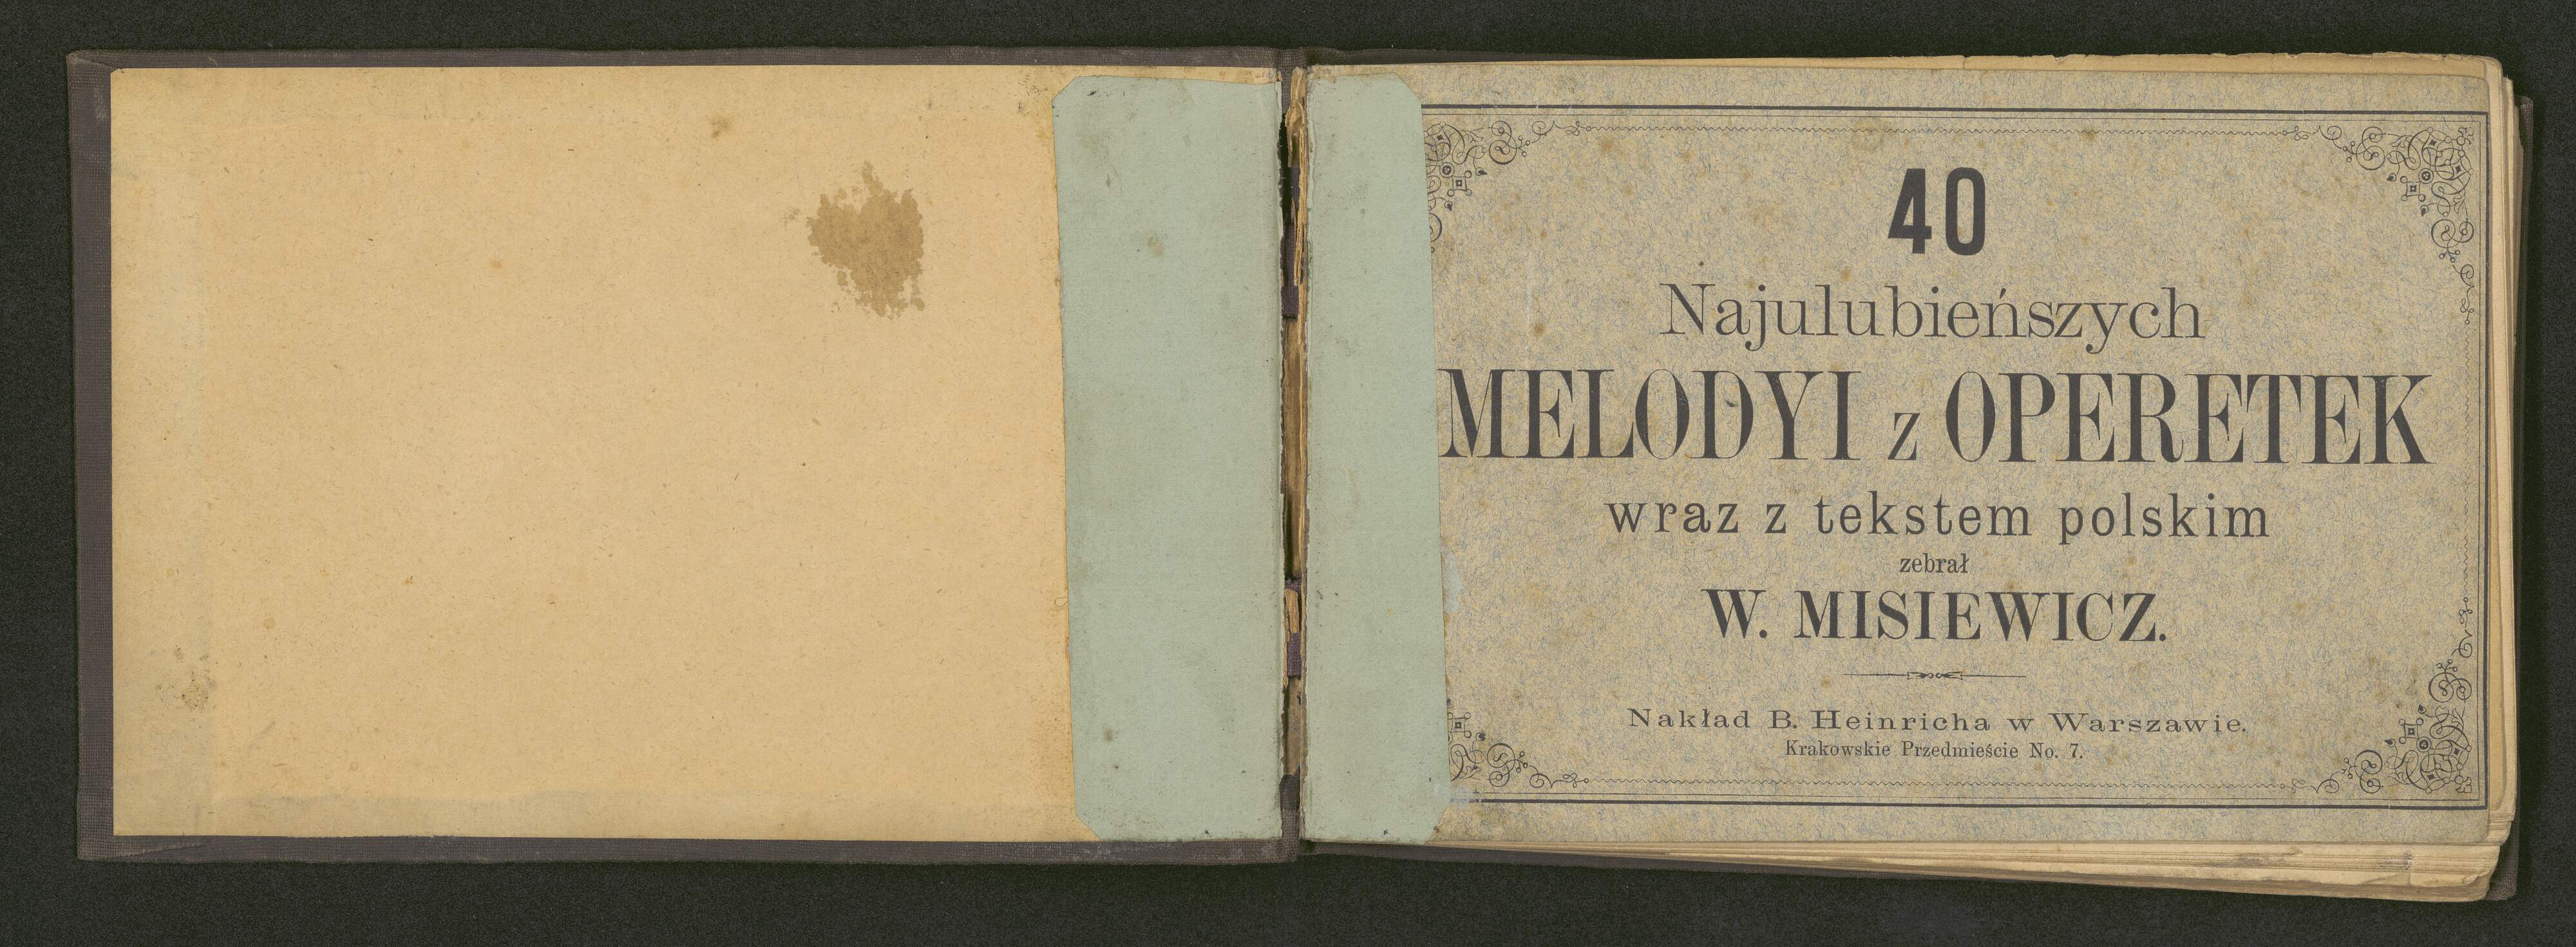 40
Najulubieńszych
MELODYI z OPERETEK
wraz z tekstem polskim
zebrał
W. MISIEWICZ.
Nakład B. Heinricha w Warszawie.
Krakowskie Przedmieście No. 7.